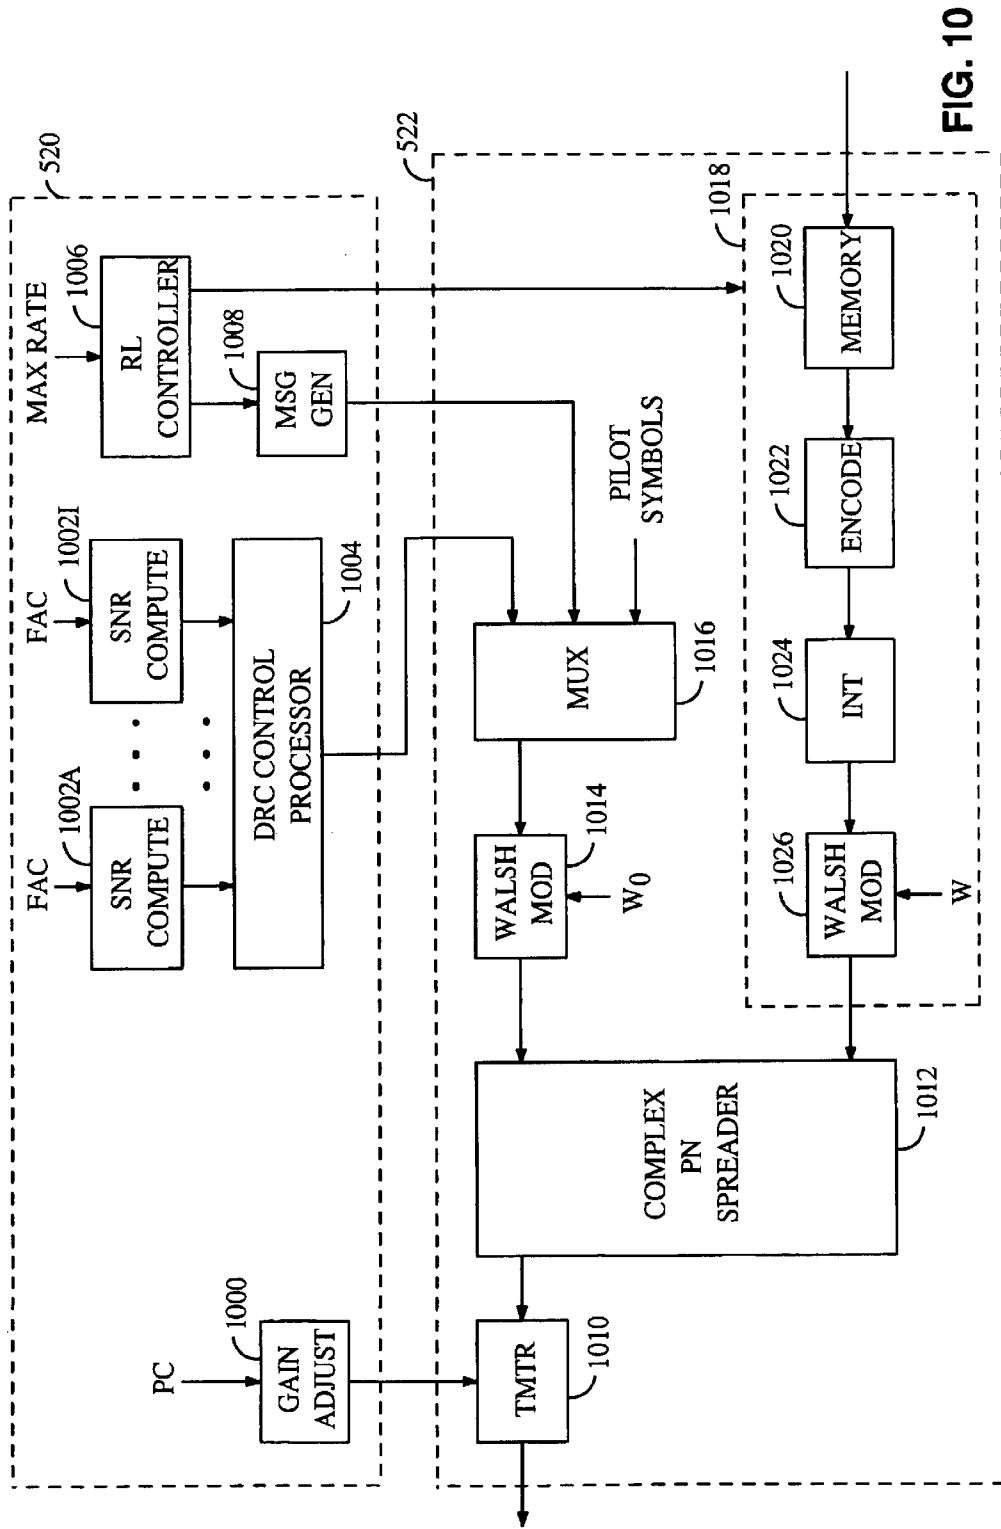 520
PC
1000
GAIN
ADJUST
FAC
1002A
SNR
COMPUTE
FAC
1002I
SNR
COMPUTE
DRC CONTROL
PROCESSOR
1004
MAX RATE
1006
RL
CONTROLLER
1008
MSG
GEN
522
TMTR
1010
COMPLEX
PN
SPREADER
1012
WALSH
MOD
1014
W0
MUX
1016
PILOT
SYMBOLS
1018
1026
WALSH
MOD
W
1024
INT
1022
ENCODE
1020
MEMORY
FIG. 10